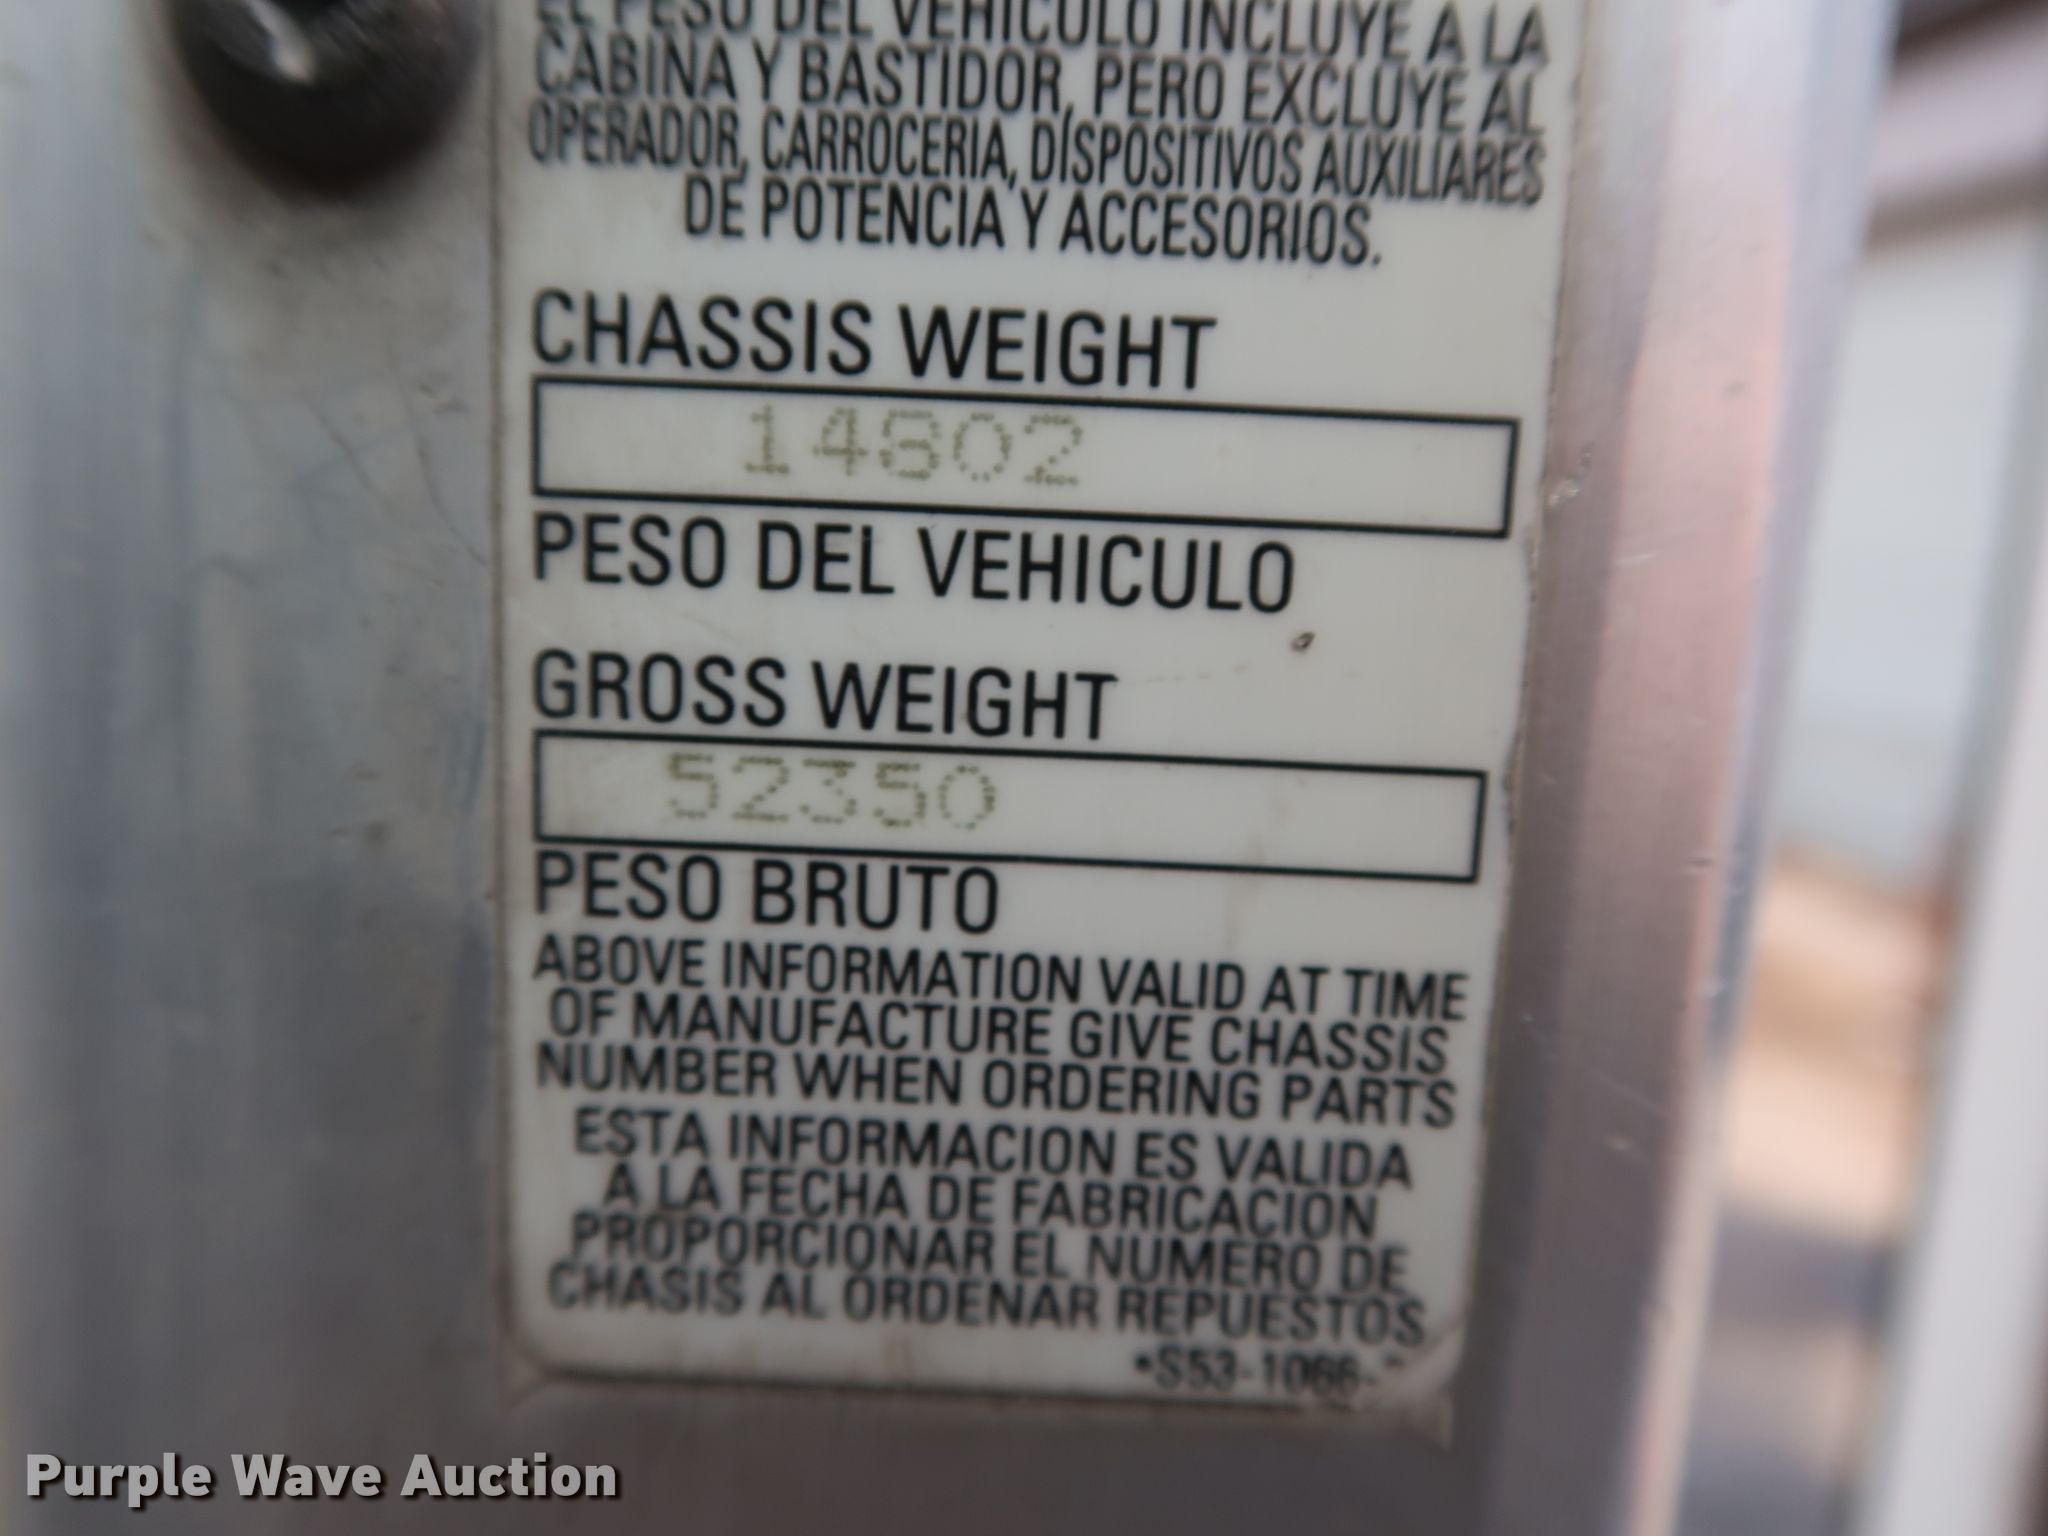 EL PESO DEL VEHICULO INCLUYE A LA
CABINA Y BASTIDOR, PERO EXCLUYE AL
OPERADOR, CARROCERIA, DISPOSITIVOS AUXILIARES
DE POTENCIA Y ACCESORIOS.
CHASSIS WEIGHT
14802
PESO DEL VEHICULO
GROSS WEIGHT
52350
PESO BRUTO
ABOVE INFORMATION VALID AT TIME
OF MANUFACTURE GIVE CHASSIS
NUMBER WHEN ORDERING PARTS
ESTA INFORMACION ES VALIDA
A LA FECHA DE FABRICACION
PROPORCIONAR EL NUMERO DE
CHASIS AL ORDENAR REPUESTOS
*S53-1066-*
Purple Wave Auction